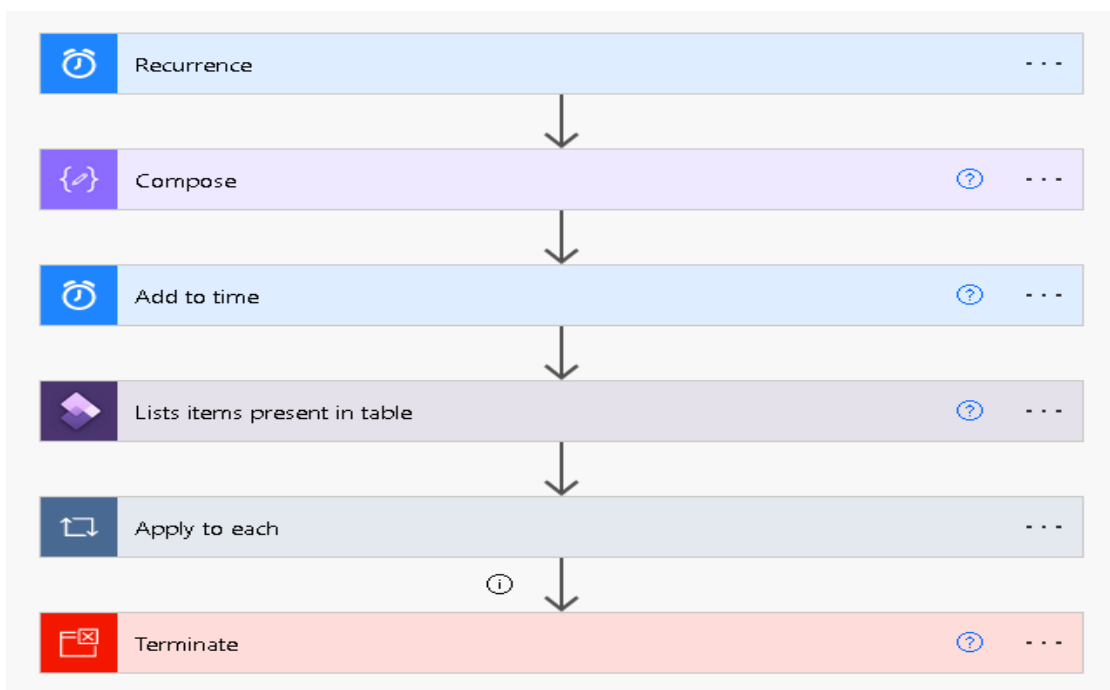 Recurrence
Compose
Add to time
Lists items present in table
Apply to each
Terminate